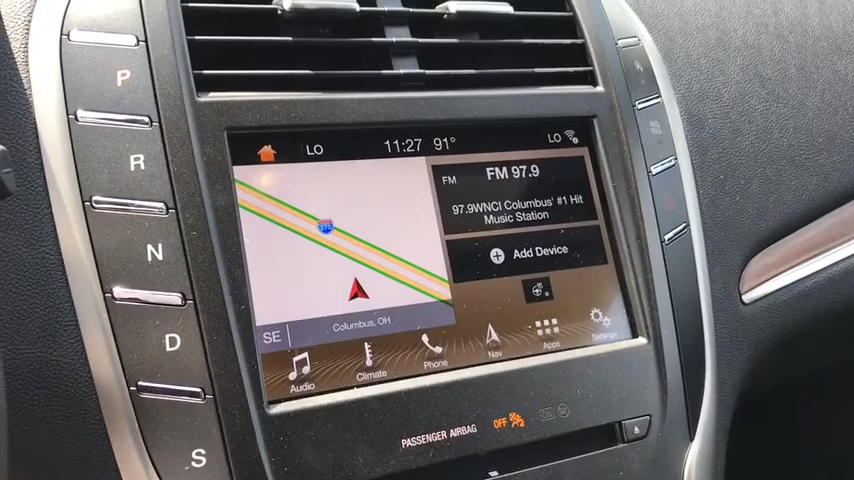 P
R
N
D
S
LO
11:27 91°
LO
FM
FM 97.9
97.9WNCI Columbus' #1 Hit
Music Station
Add Device
270
Columbus, OH
SE
Audio
Climate
Phone
Nav
Apps
Settings
PASSENGER AIRBAG
OFF
ON